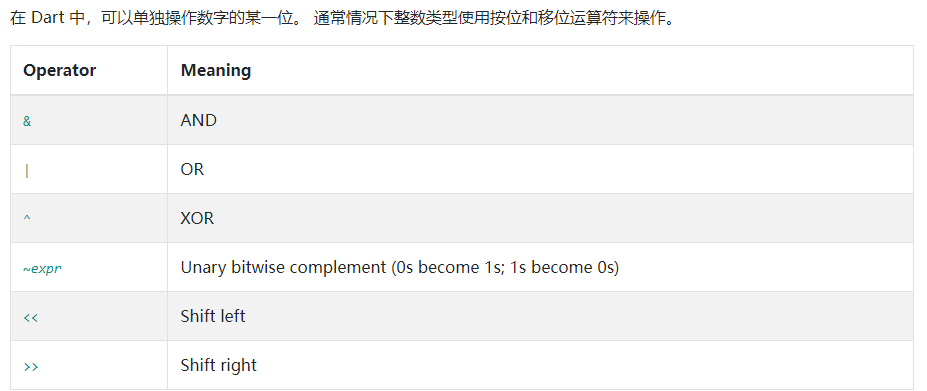 在 Dart 中，可以单独操作数字的某一位。 通常情况下整数类型使用按位和移位运算符来操作。
Operator Meaning
& AND
| OR
^ XOR
~expr Unary bitwise complement (0s become 1s; 1s become 0s)
<< Shift left
>> Shift right